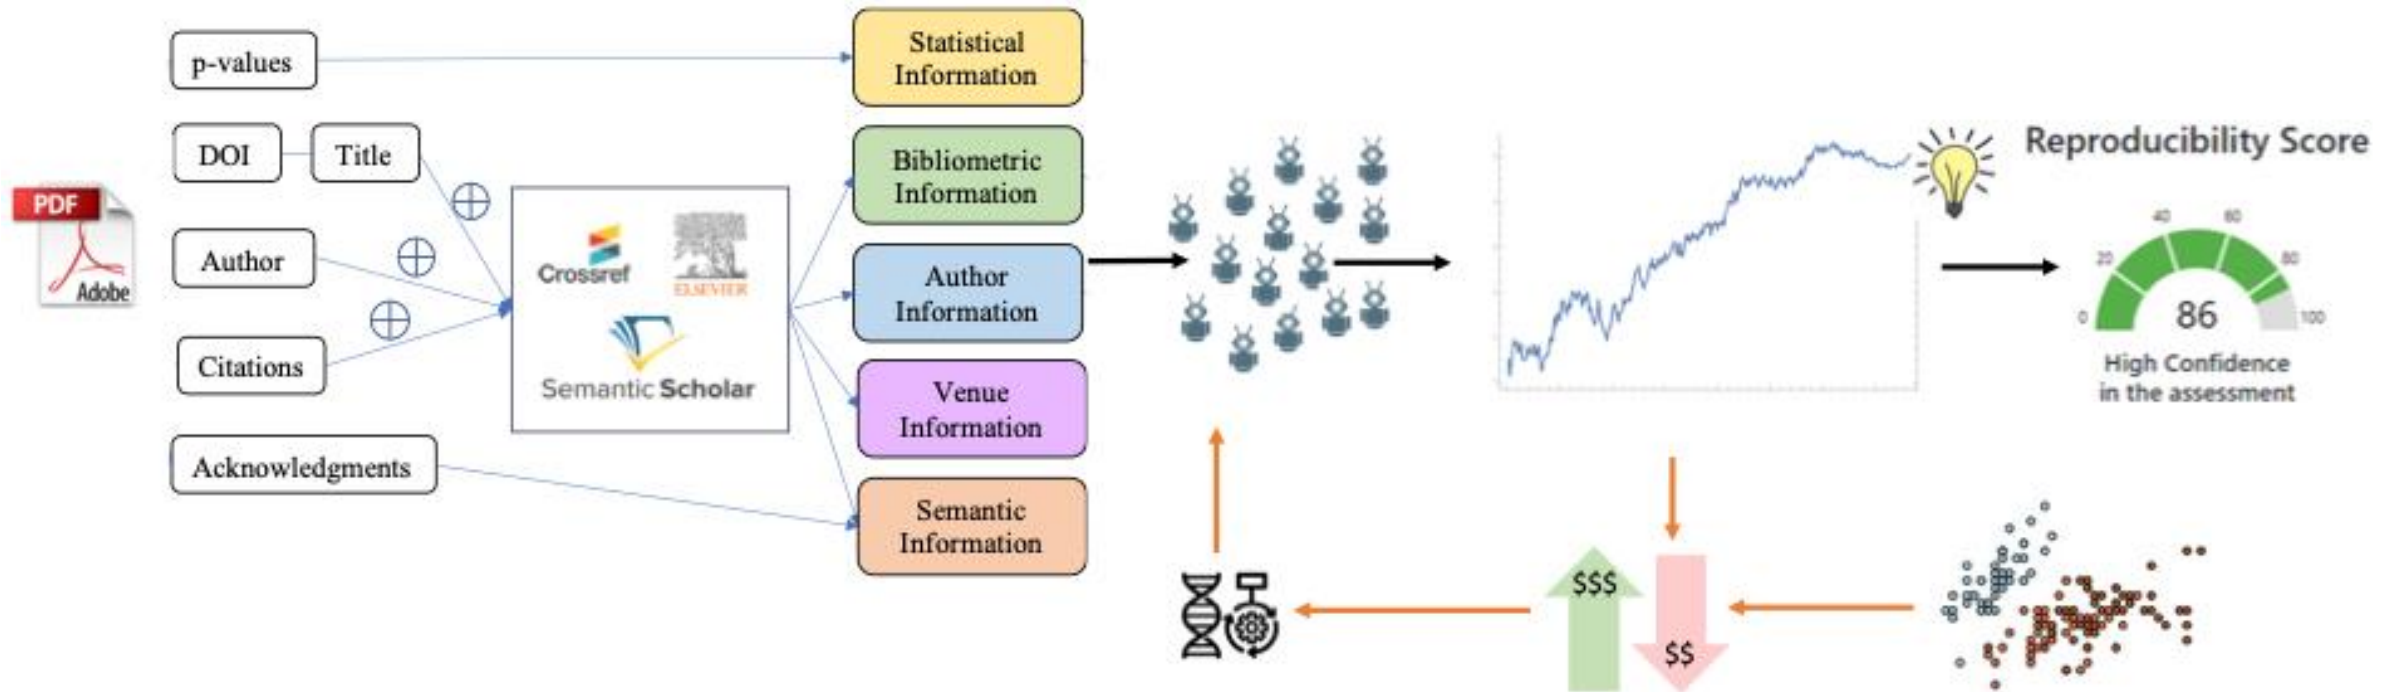 PDF
Adobe
p-values
DOI
Title
Author
Citations
Acknowledgments
Crossref
ELSEVIER
Semantic Scholar
Statistical
Information
Bibliometric
Information
Author
Information
Venue
Information
Semantic
Information
Reproducibility Score
0
20
40
60
80
100
86
High Confidence
in the assessment
$$$
$$